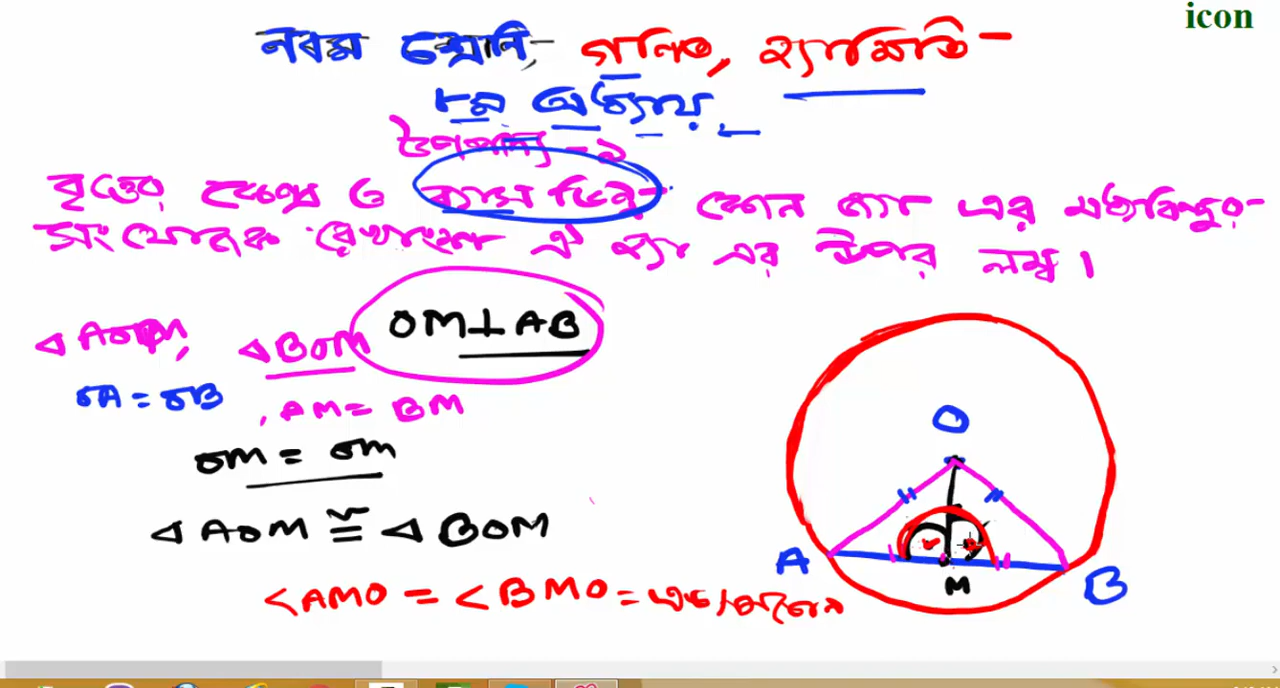 icon
নবম শ্রেণি, গণিত, জ্যামিতি
৮ম অধ্যায়
উপপাদ্য - ১
বৃত্তের কেন্দ্র ও ব্যাস ভিন্ন কোন জ্যা এর মধ্যবিন্দুর
সংযোজক রেখাংশ ঐ জ্যা এর উপর লম্ব।
OM⊥AB
△AOM, △BOM
OA = OB, AM = BM
OM = OM
△AOM ≅ △BOM
<AMO = <BMO =
O
A
M
B